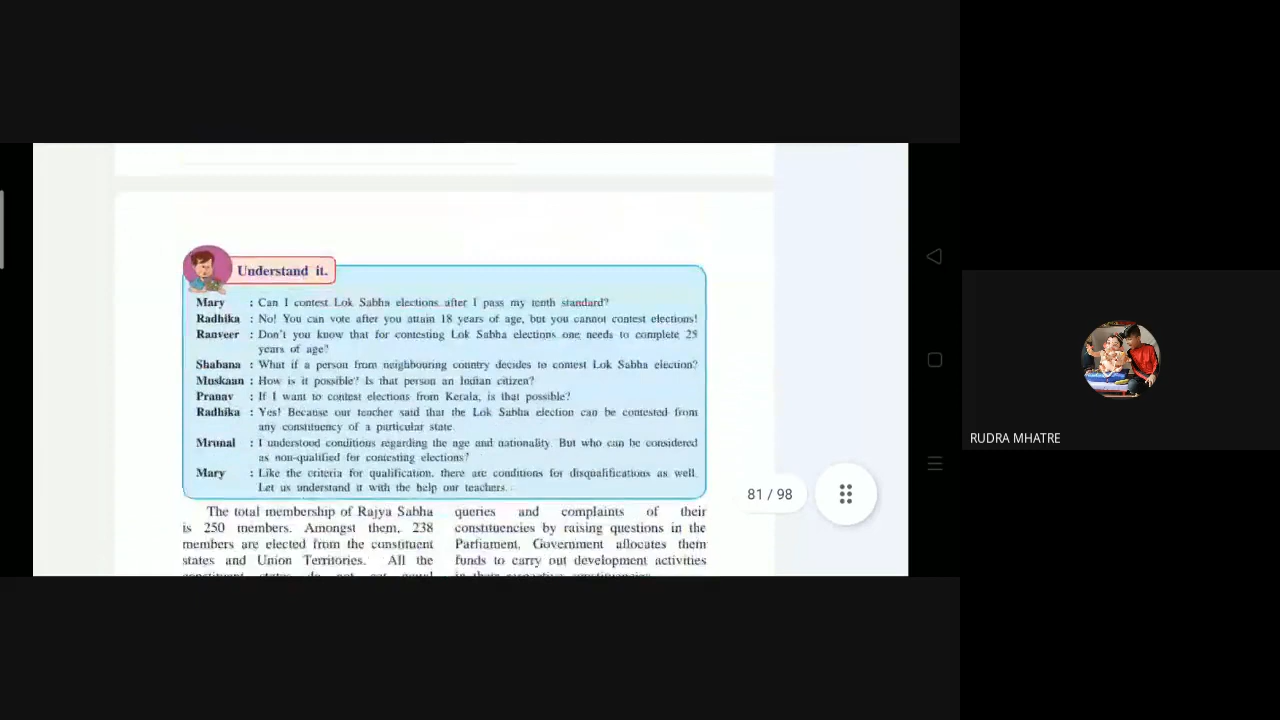 Understand it.
Mary : Can I contest Lok Sabha elections after I pass my tenth standard?
Radhika : No! You can vote after you attain 18 years of age, but you cannot contest elections!
Ranveer : Don't you know that for contesting Lok Sabha elections one needs to complete 25
years of age?
Shabana : What if a person from neighbouring country decides to contest Lok Sabha election?
Muskaan : How is it possible? Is that person an Indian citizen?
Pranav : If I want to contest elections from Kerala, is that possible?
Radhika : Yes! Because our teacher said that the Lok Sabha election can be contested from
any constituency of a particular state.
Mrunal : I understood conditions regarding the age and nationality. But who can be considered
as non-qualified for contesting elections?
Mary : Like the criteria for qualification, there are conditions for disqualifications as well.
Let us understand it with the help our teachers.
The total membership of Rajya Sabha
is 250 members. Amongst them, 238
members are elected from the constituent
states and Union Territories. All the
queries and complaints of their
constituencies by raising questions in the
Parliament. Government allocates them
funds to carry out development activities
81 / 98
RUDRA MHATRE